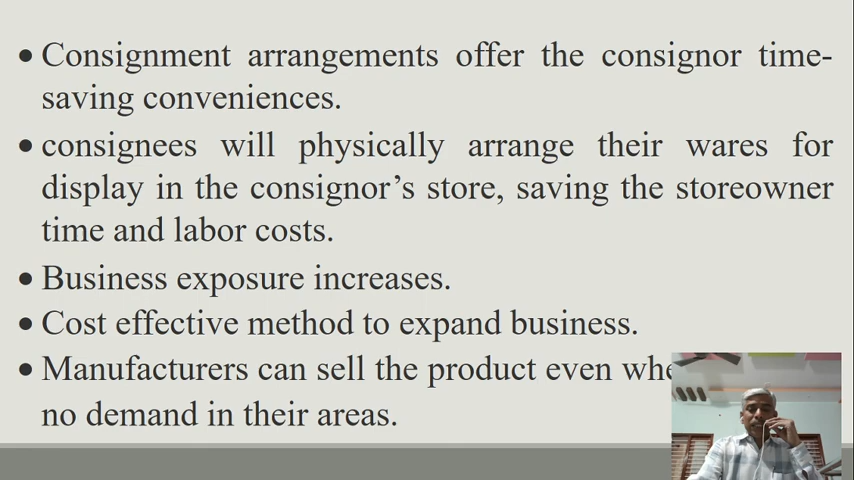 • Consignment arrangements offer the consignor time-
saving conveniences.
• consignees will physically arrange their wares for
display in the consignor's store, saving the storeowner
time and labor costs.
• Business exposure increases.
• Cost effective method to expand business.
• Manufacturers can sell the product even
no demand in their areas.